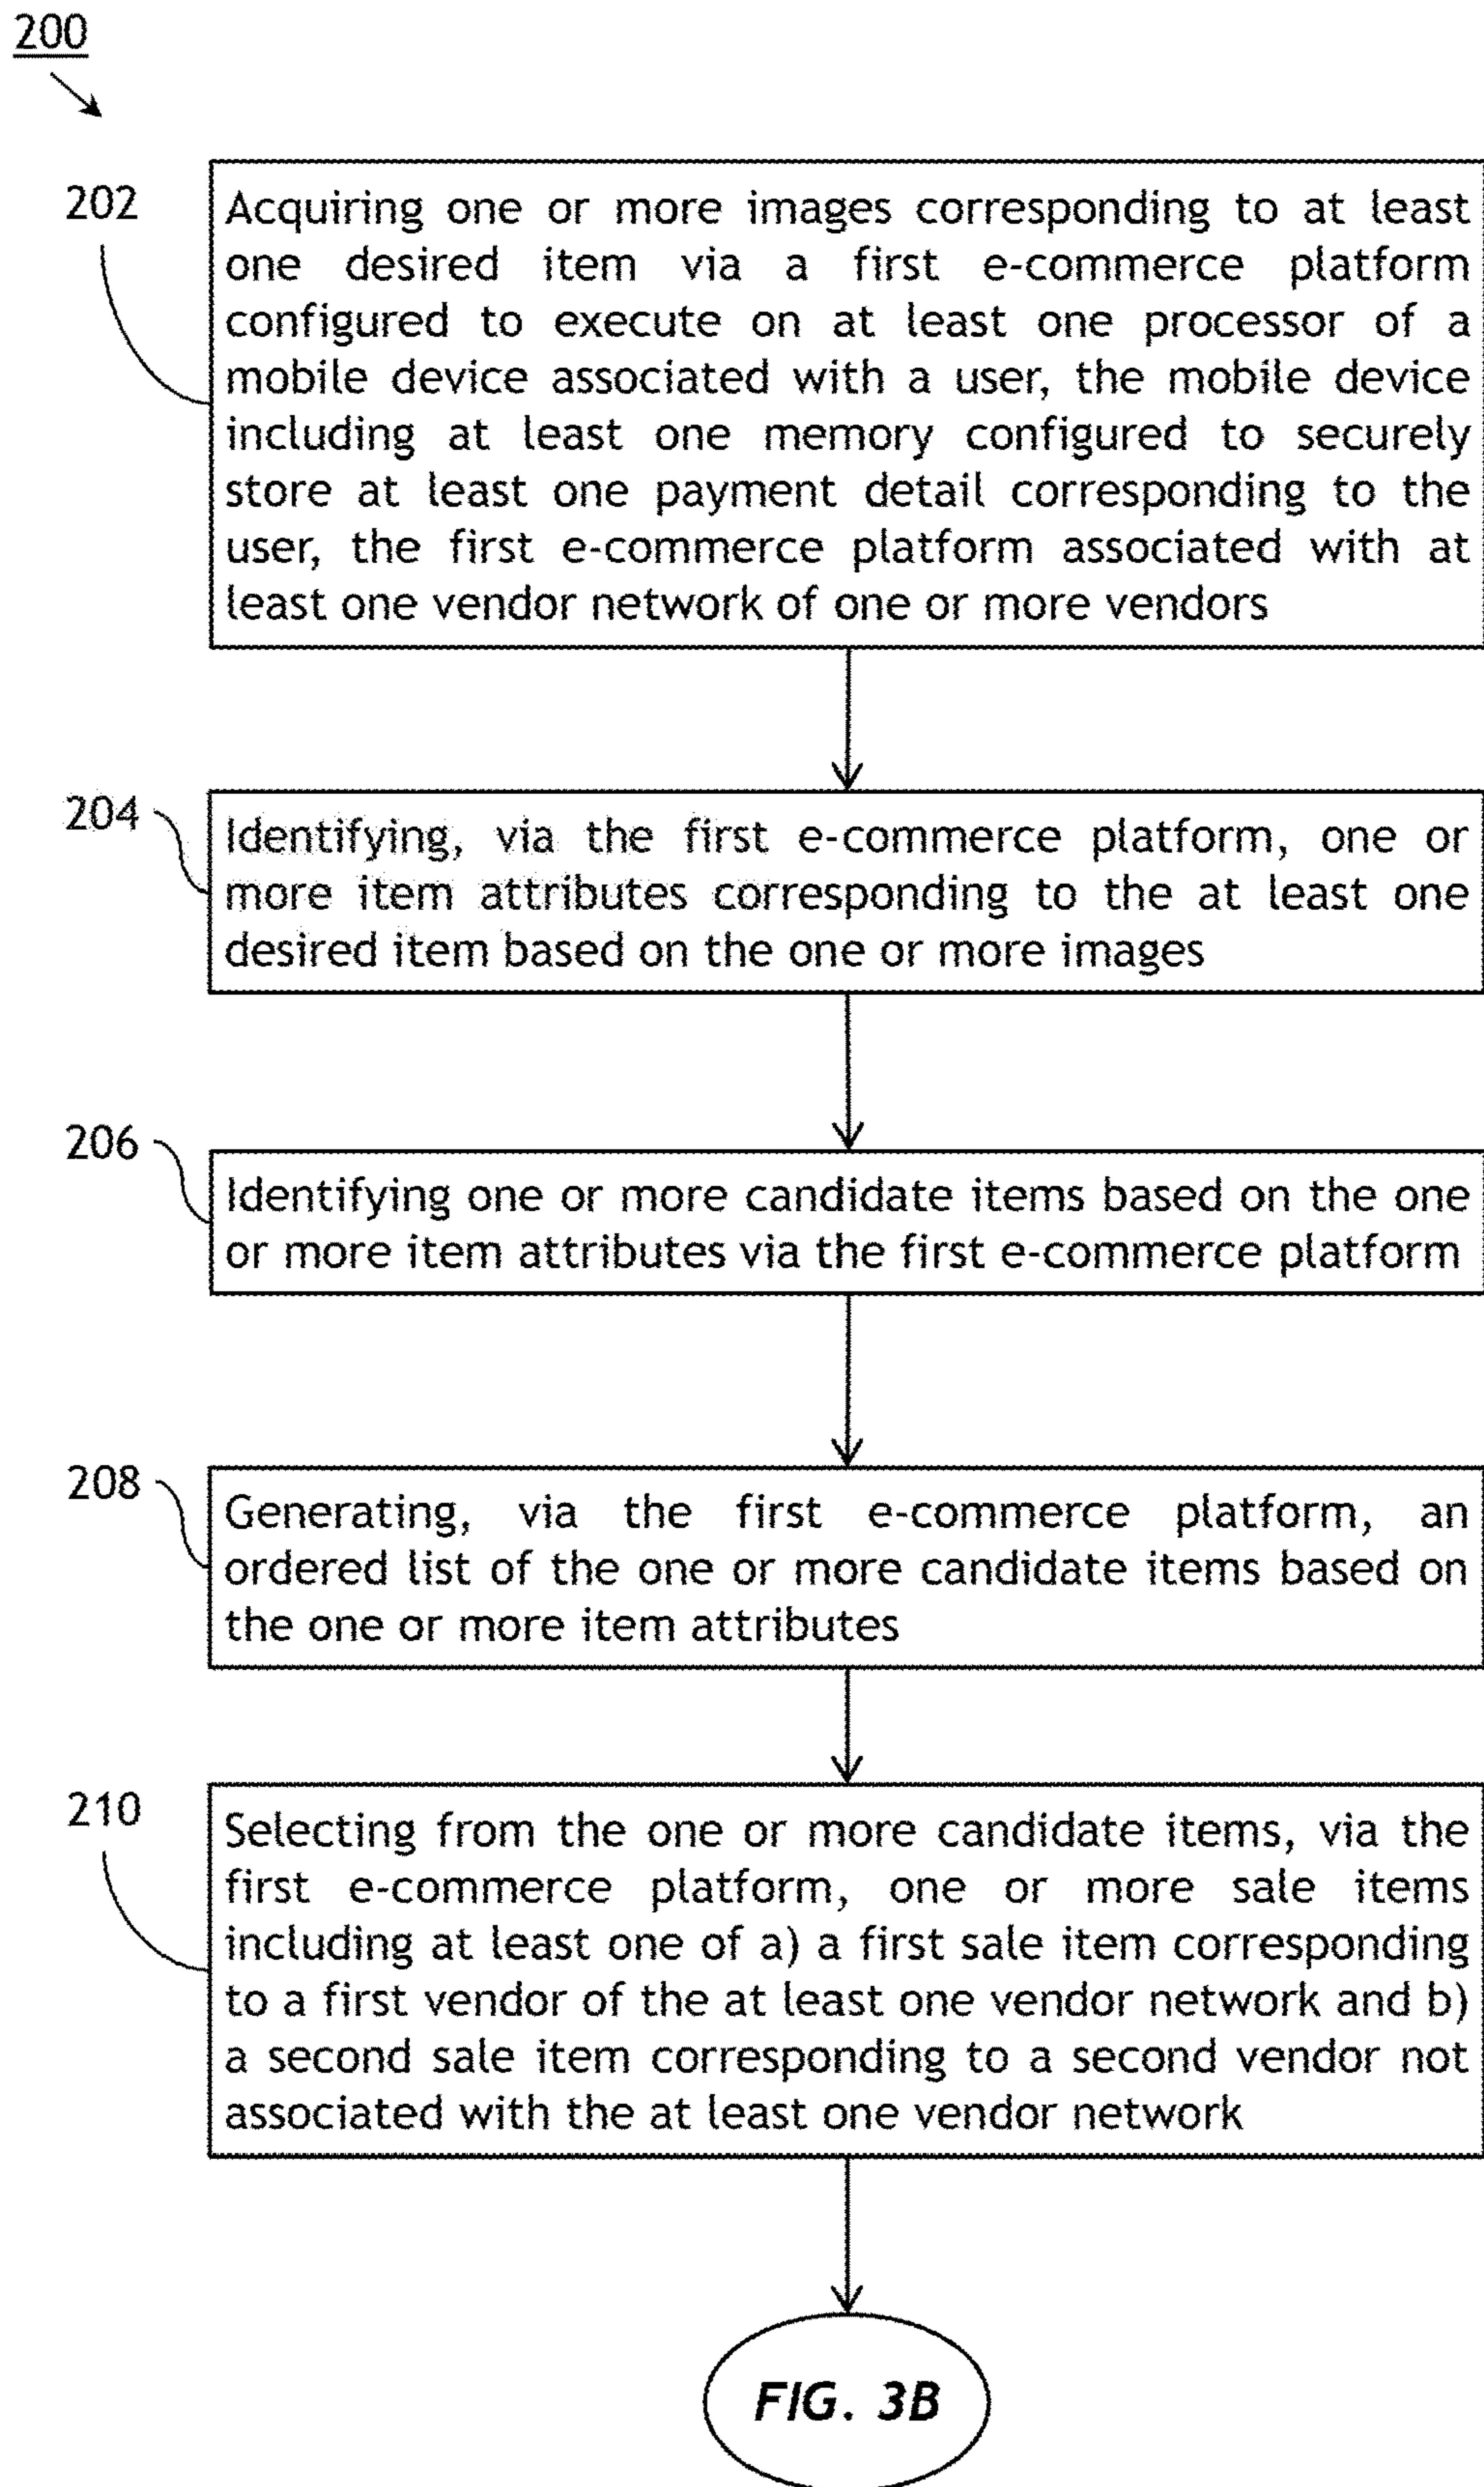 200
202
Acquiring one or more images corresponding to at least
one desired item via a first e-commerce platform
configured to execute on at least one processor of a
mobile device associated with a user, the mobile device
including at least one memory configured to securely
store at least one payment detail corresponding to the
user, the first e-commerce platform associated with at
least one vendor network of one or more vendors
204
Identifying, via the first e-commerce platform, one or
more item attributes corresponding to the at least one
desired item based on the one or more images
206
Identifying one or more candidate items based on the one
or more item attributes via the first e-commerce platform
208
Generating, via the first e-commerce platform, an
ordered list of the one or more candidate items based on
the one or more item attributes
210
Selecting from the one or more candidate items, via the
first e-commerce platform, one or more sale items
including at least one of a) a first sale item corresponding
to a first vendor of the at least one vendor network and b)
a second sale item corresponding to a second vendor not
associated with the at least one vendor network
FIG. 3B